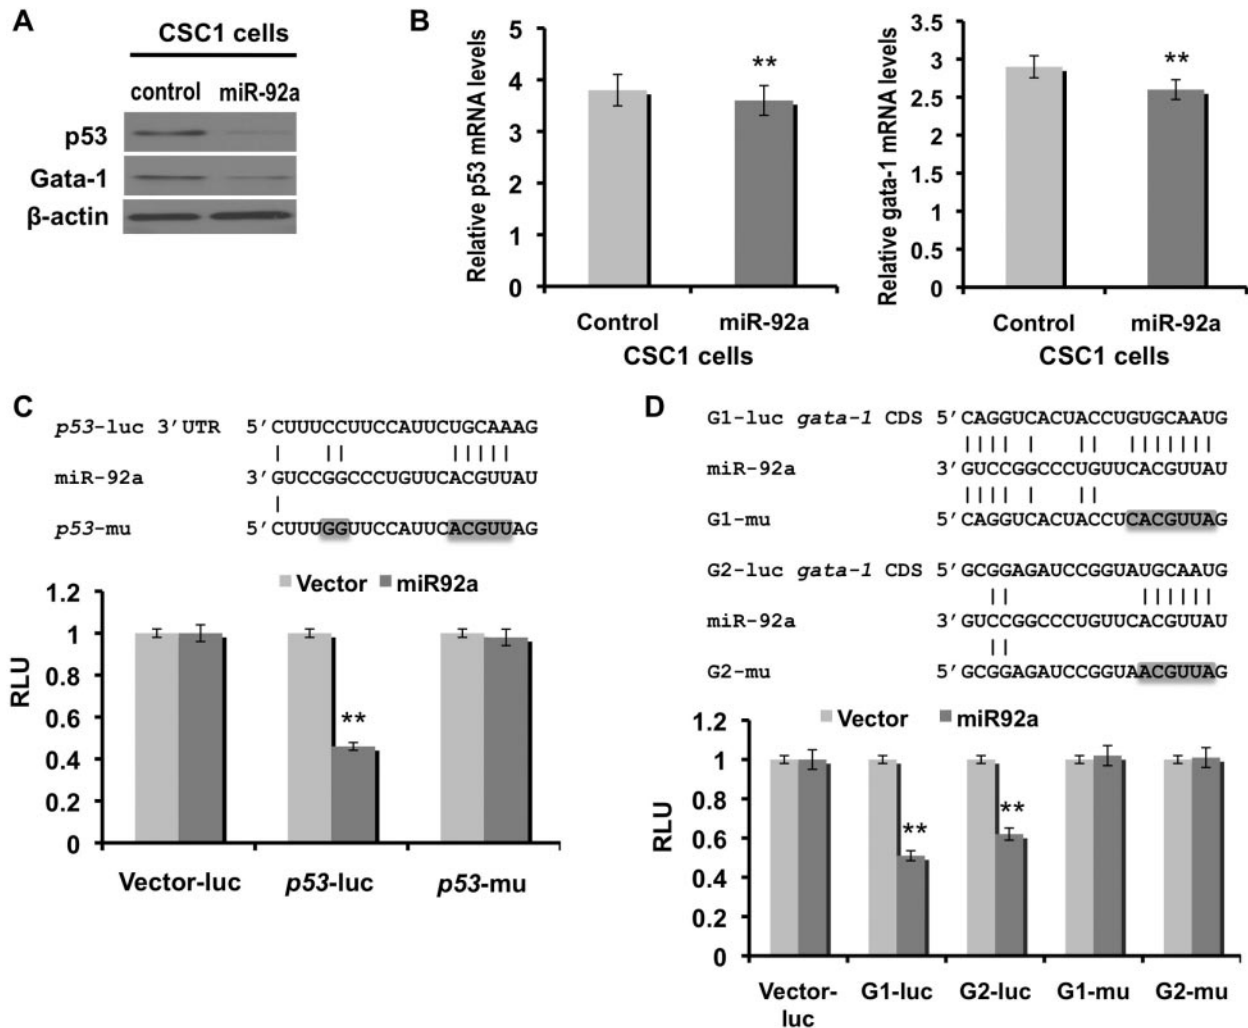 A
CSC1 cells
control miR-92a
p53
Gata-1
β-actin
B
Relative p53 mRNA levels
5
4
3
2
1
0
**
Control miR-92a
CSC1 cells
Relative gata-1 mRNA levels
3.5
3
2.5
2
1.5
1
0.5
0
**
Control miR-92a
CSC1 cells
C
p53-luc 3'UTR 5'CUUUCCUUCCAUUCUGCAAAG
miR-92a 3'GUCCGGCCCUGUUCACGUUAU
p53-mu 5'CUUUGGUUCCAUUCACGUUAG
Vector miR92a
RLU
1.2
1
0.8
0.6
0.4
0.2
0
**
Vector-luc p53-luc p53-mu
D
G1-luc gata-1 CDS 5'CAGGUCACUACCUGUGCAAUG
miR-92a 3'GUCCGGCCCUGUUCACGUUAU
G1-mu 5'CAGGUCACUACCUCACGUUAG
G2-luc gata-1 CDS 5'GCGGAGAUCCGGUAUGCAAUG
miR-92a 3'GUCCGGCCCUGUUCACGUUAU
G2-mu 5'GCGGAGAUCCGGUAACGUUAG
Vector miR92a
RLU
1.2
1
0.8
0.6
0.4
0.2
0
** **
Vector- G1-luc G2-luc G1-mu G2-mu
luc